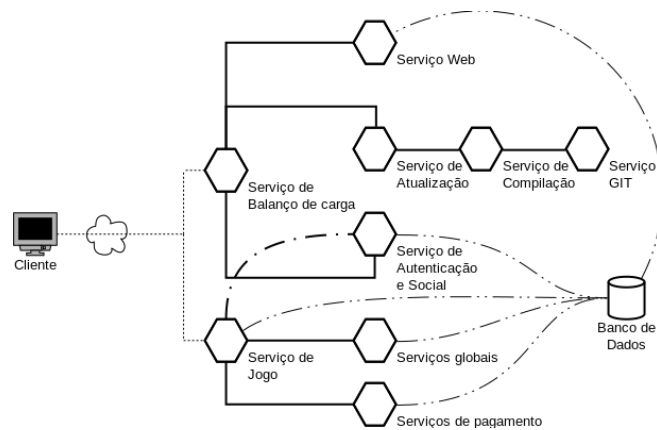 Serviço Web
Serviço de
Atualização
Serviço de
Compilação
Serviço
GIT
Serviço de
Balanço de carga
Cliente
Serviço de
Autenticação
e Social
Banco de
Dados
Serviço de
Jogo
Serviços globais
Serviços de pagamento